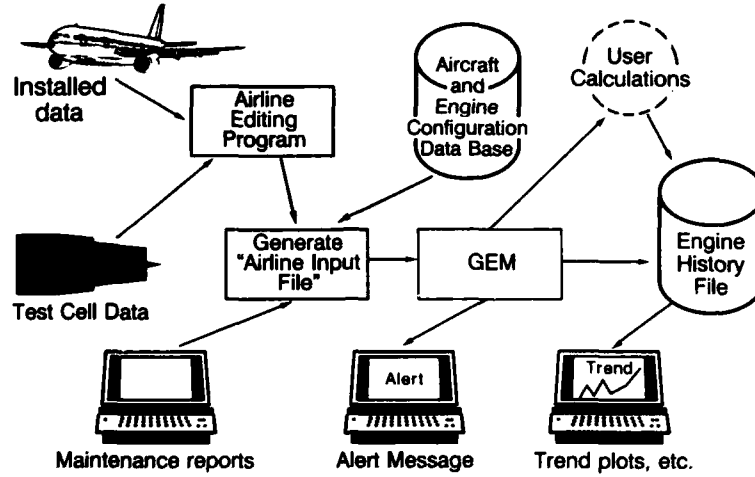 Installed
data
Airline
Editing
Program
Aircraft
and
Engine
Configuration
Data Base
User
Calculations
Test Cell Data
Generate
“Airline Input
File”
GEM
Engine
History
File
Maintenance reports
Alert
Alert Message
Trend
Trend plots, etc.